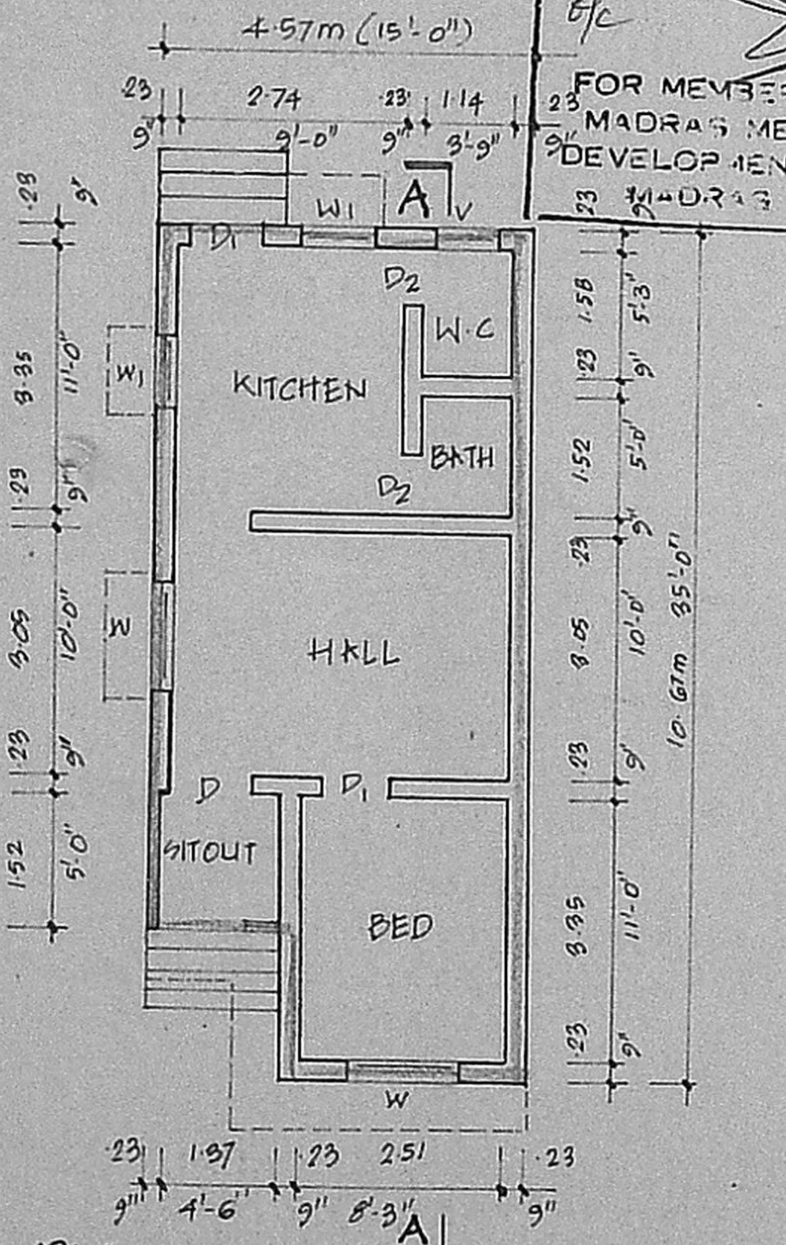 4.57m (15'-0")
G/C
.23 2.74 .23 1.14 .23
9" 9'-0" 9" 3'-9" 9"
FOR MEMBE
MADRAS ME
DEVELOPMEN
MADRAS
A
.23 9"
W1 V
D1
D2
.23 9"
W.C
1.58 5'-3"
W1
3.35 11'-0"
KITCHEN
.23 9"
BATH
1.52 5'-0"
.23 9"
D2
.23 9"
10.67m 35'-0"
W
3.05 10'-0"
HALL
3.05 10'-0"
.23 9"
D D1
.23 9"
SITOUT
1.52 5'-0"
BED
3.35 11'-0"
.23 9"
W
.23 1.37 .23 2.51 .23
9" 4'-6" 9" 8'-3" 9"
A